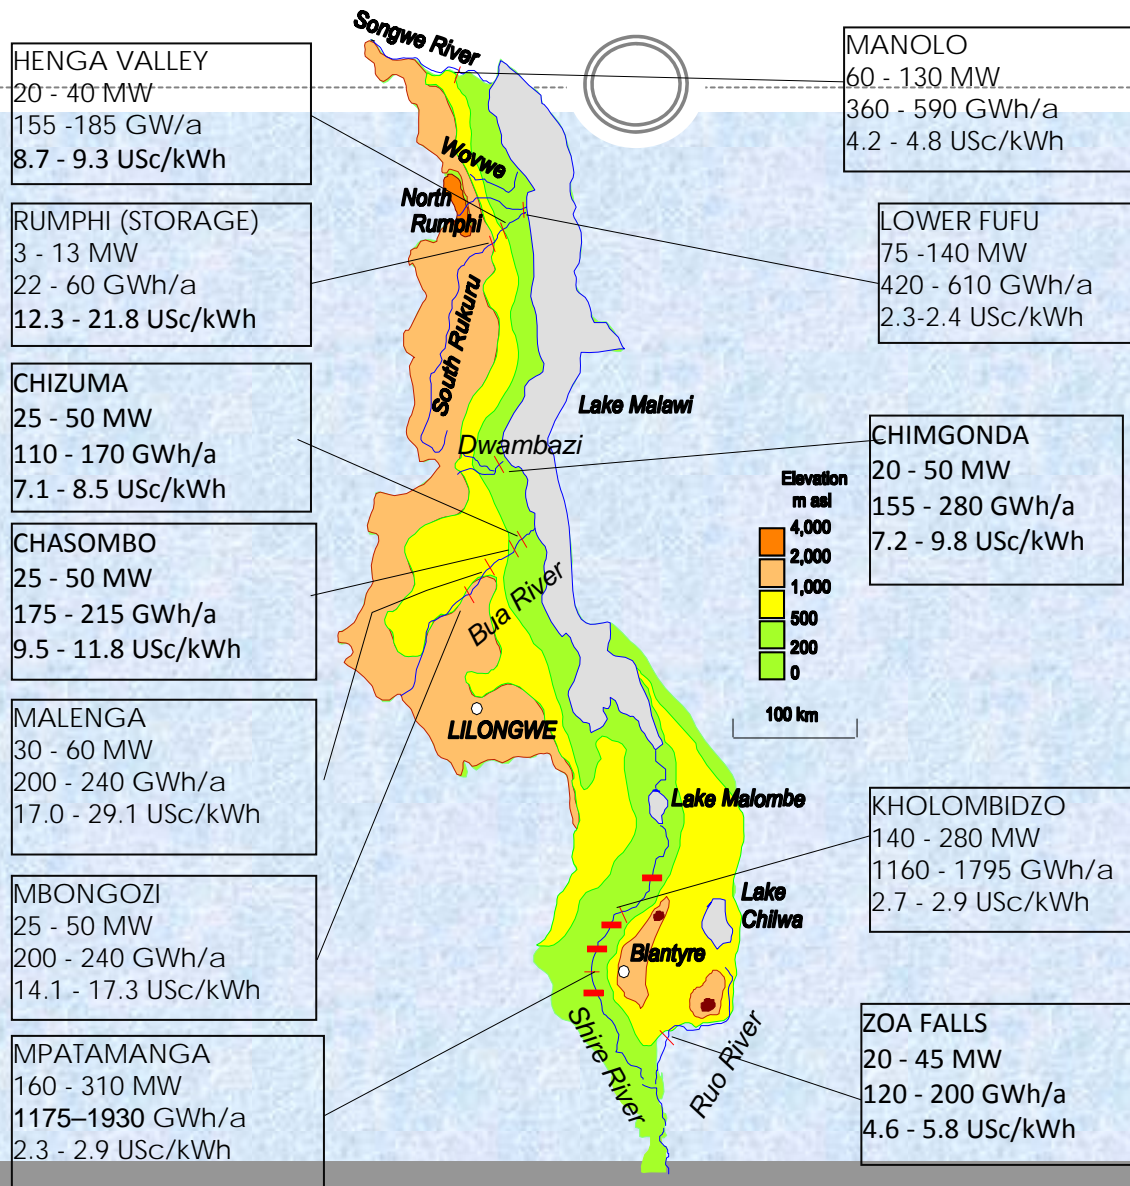 Songwe River
HENGA VALLEY
20 - 40 MW
155 -185 GW/a
8.7 - 9.3 USc/kWh
MANOLO
60 - 130 MW
360 - 590 GWh/a
4.2 - 4.8 USc/kWh
Wovwe
North
Rumphi
RUMPHI (STORAGE)
3 - 13 MW
22 - 60 GWh/a
12.3 - 21.8 USc/kWh
LOWER FUFU
75 -140 MW
420 - 610 GWh/a
2.3-2.4 USc/kWh
South Rukuru
CHIZUMA
25 - 50 MW
110 - 170 GWh/a
7.1 - 8.5 USc/kWh
Lake Malawi
Dwambazi
CHIMGONDA
20 - 50 MW
155 - 280 GWh/a
7.2 - 9.8 USc/kWh
Elevation
m asl
4,000
2,000
1,000
500
200
0
100 km
CHASOMBO
25 - 50 MW
175 - 215 GWh/a
9.5 - 11.8 USc/kWh
Bua River
MALENGA
30 - 60 MW
200 - 240 GWh/a
17.0 - 29.1 USc/kWh
LILONGWE
Lake Malombe
KHOLOMBIDZO
140 - 280 MW
1160 - 1795 GWh/a
2.7 - 2.9 USc/kWh
MBONGOZI
25 - 50 MW
200 - 240 GWh/a
14.1 - 17.3 USc/kWh
Lake
Chilwa
Blantyre
MPATAMANGA
160 - 310 MW
1175–1930 GWh/a
2.3 - 2.9 USc/kWh
Shire River
Ruo River
ZOA FALLS
20 - 45 MW
120 - 200 GWh/a
4.6 - 5.8 USc/kWh